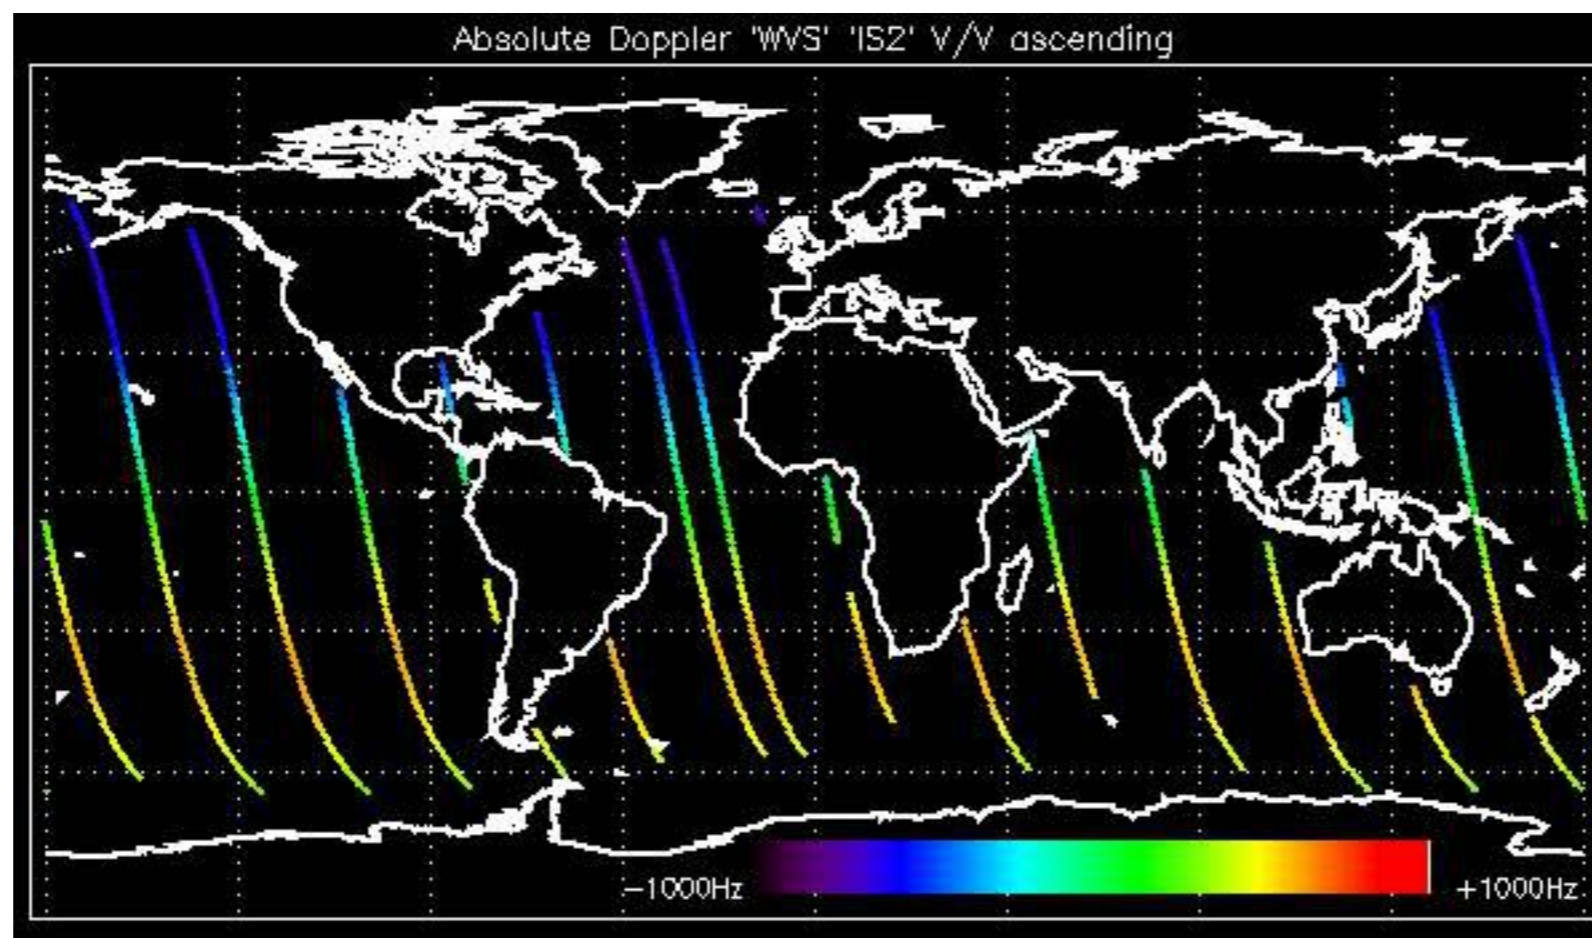 Absolute Doppler 'WVS' 'IS2' V/V ascending
-1000Hz +1000Hz